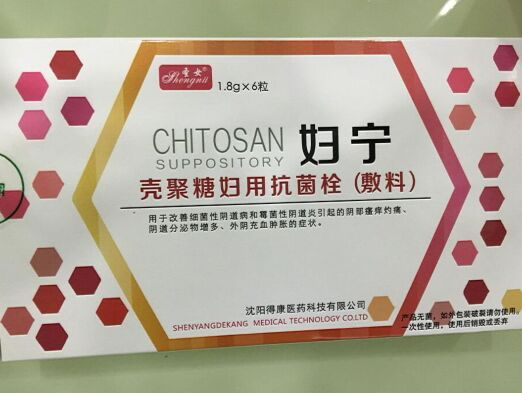 圣女®
Shengnü
1.8g×6粒
CHITOSAN
SUPPOSITORY
妇宁
壳聚糖妇用抗菌栓(敷料)
用于改善细菌性阴道病和霉菌性阴道炎引起的阴部瘙痒灼痛、
阴道分泌物增多、外阴充血肿胀的症状。
沈阳得康医药科技有限公司
SHENYANGDEKANG MEDICAL TECHNOLOGY CO.LTD
产品无菌,如外包装破裂请勿使用。
一次性使用,使用后销毁或丢弃